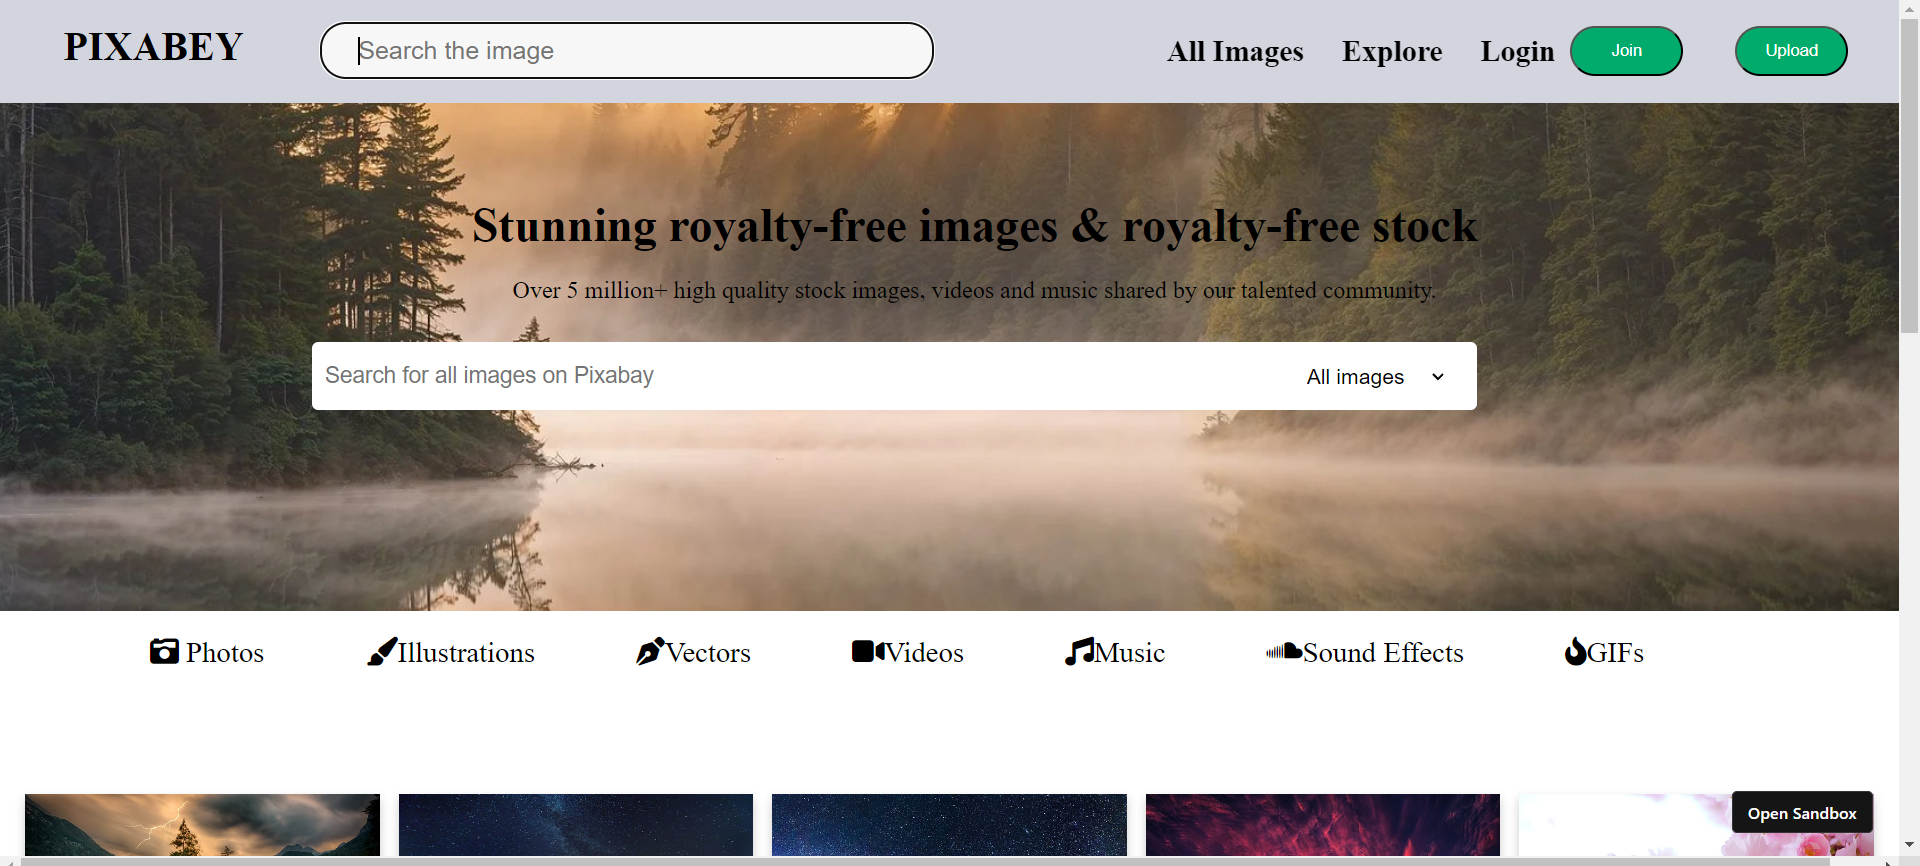 PIXABEY
Search the image
All Images Explore Login Join Upload
Stunning royalty-free images & royalty-free stock
Over 5 million+ high quality stock images, videos and music shared by our talented community.
Search for all images on Pixabay All images
Photos Illustrations Vectors Videos Music Sound Effects GIFs
Open Sandbox